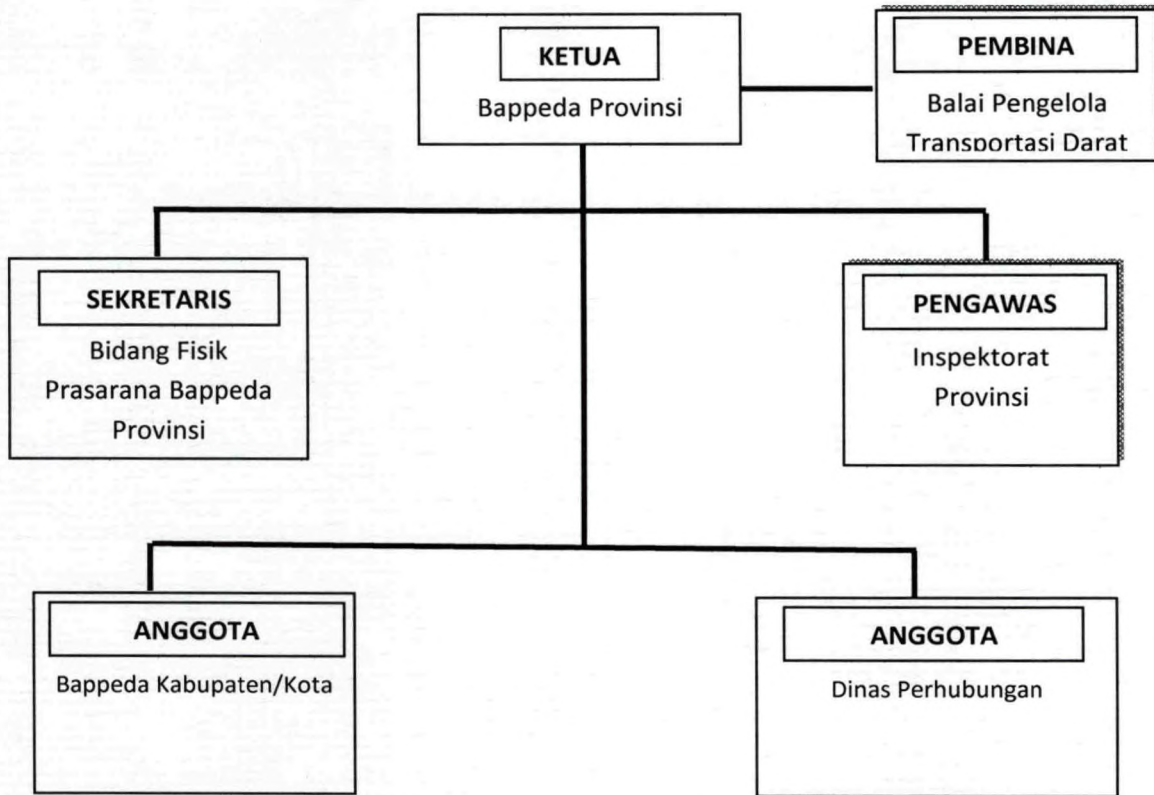 KETUA
Bappeda Provinsi
PEMBINA
Balai Pengelola
Transportasi Darat
SEKRETARIS
Bidang Fisik
Prasarana Bappeda
Provinsi
PENGAWAS
Inspektorat
Provinsi
ANGGOTA
Bappeda Kabupaten/Kota
ANGGOTA
Dinas Perhubungan